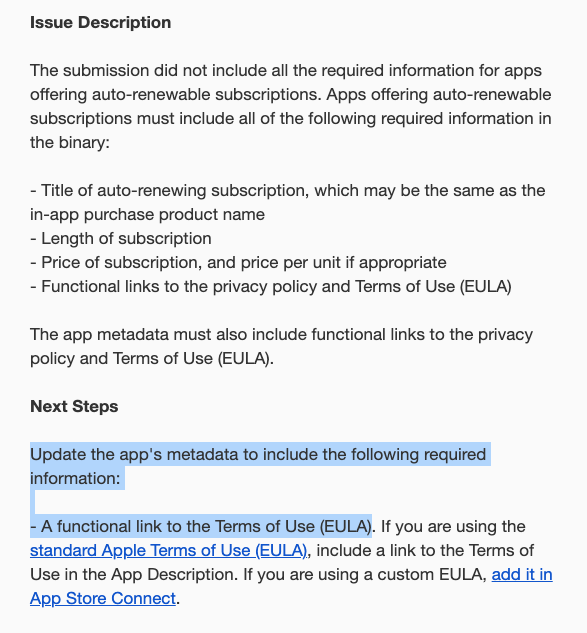 Issue Description
The submission did not include all the required information for apps
offering auto-renewable subscriptions. Apps offering auto-renewable
subscriptions must include all of the following required information in
the binary:
- Title of auto-renewing subscription, which may be the same as the
in-app purchase product name
- Length of subscription
- Price of subscription, and price per unit if appropriate
- Functional links to the privacy policy and Terms of Use (EULA)
The app metadata must also include functional links to the privacy
policy and Terms of Use (EULA).
Next Steps
Update the app's metadata to include the following required
information:
- A functional link to the Terms of Use (EULA). If you are using the
standard Apple Terms of Use (EULA), include a link to the Terms of
Use in the App Description. If you are using a custom EULA, add it in
App Store Connect.